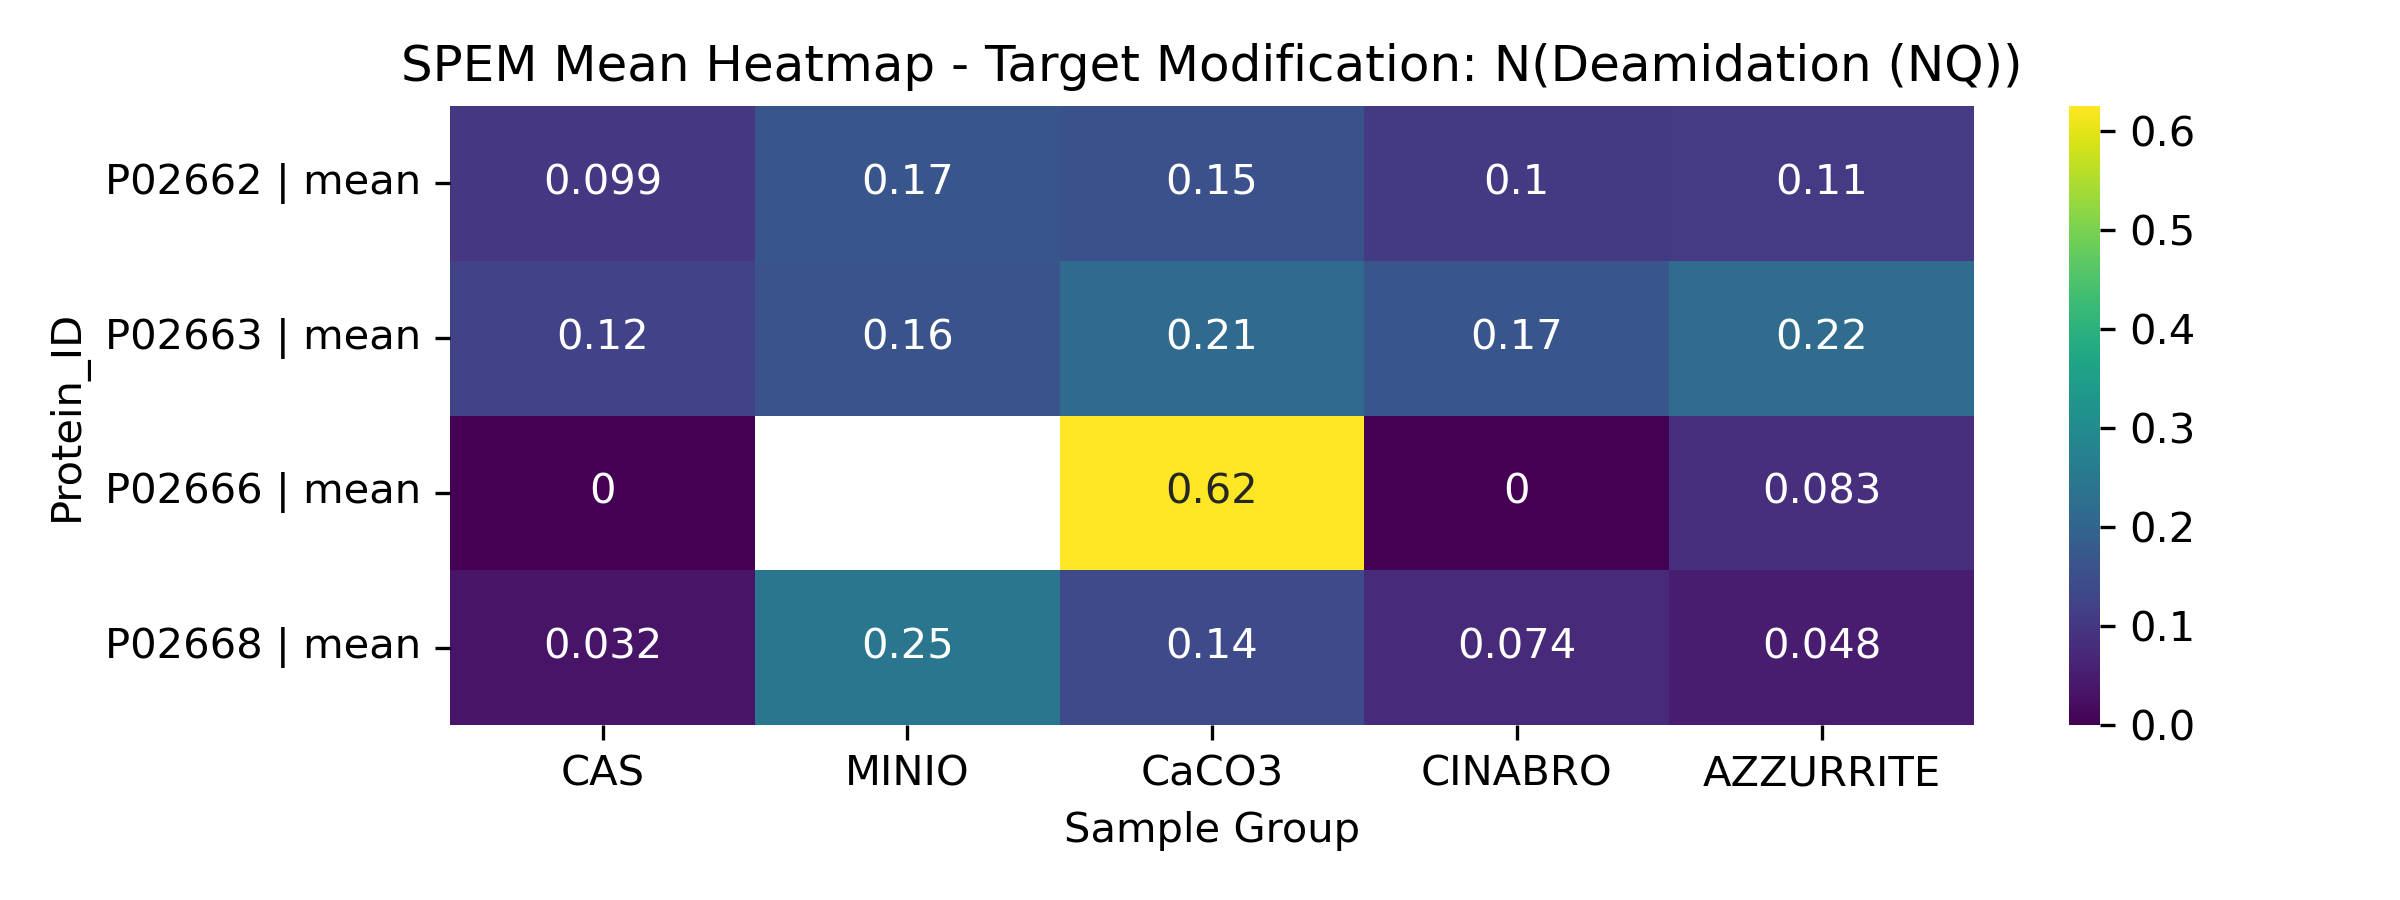 SPEM Mean Heatmap - Target Modification: N(Deamidation (NQ))
Protein_ID
P02662 | mean 0.099 0.17 0.15 0.1 0.11
P02663 | mean 0.12 0.16 0.21 0.17 0.22
P02666 | mean 0 0.62 0 0.083
P02668 | mean 0.032 0.25 0.14 0.074 0.048
CAS MINIO CaCO3 CINABRO AZZURRITE
Sample Group
0.6
0.5
0.4
0.3
0.2
0.1
0.0